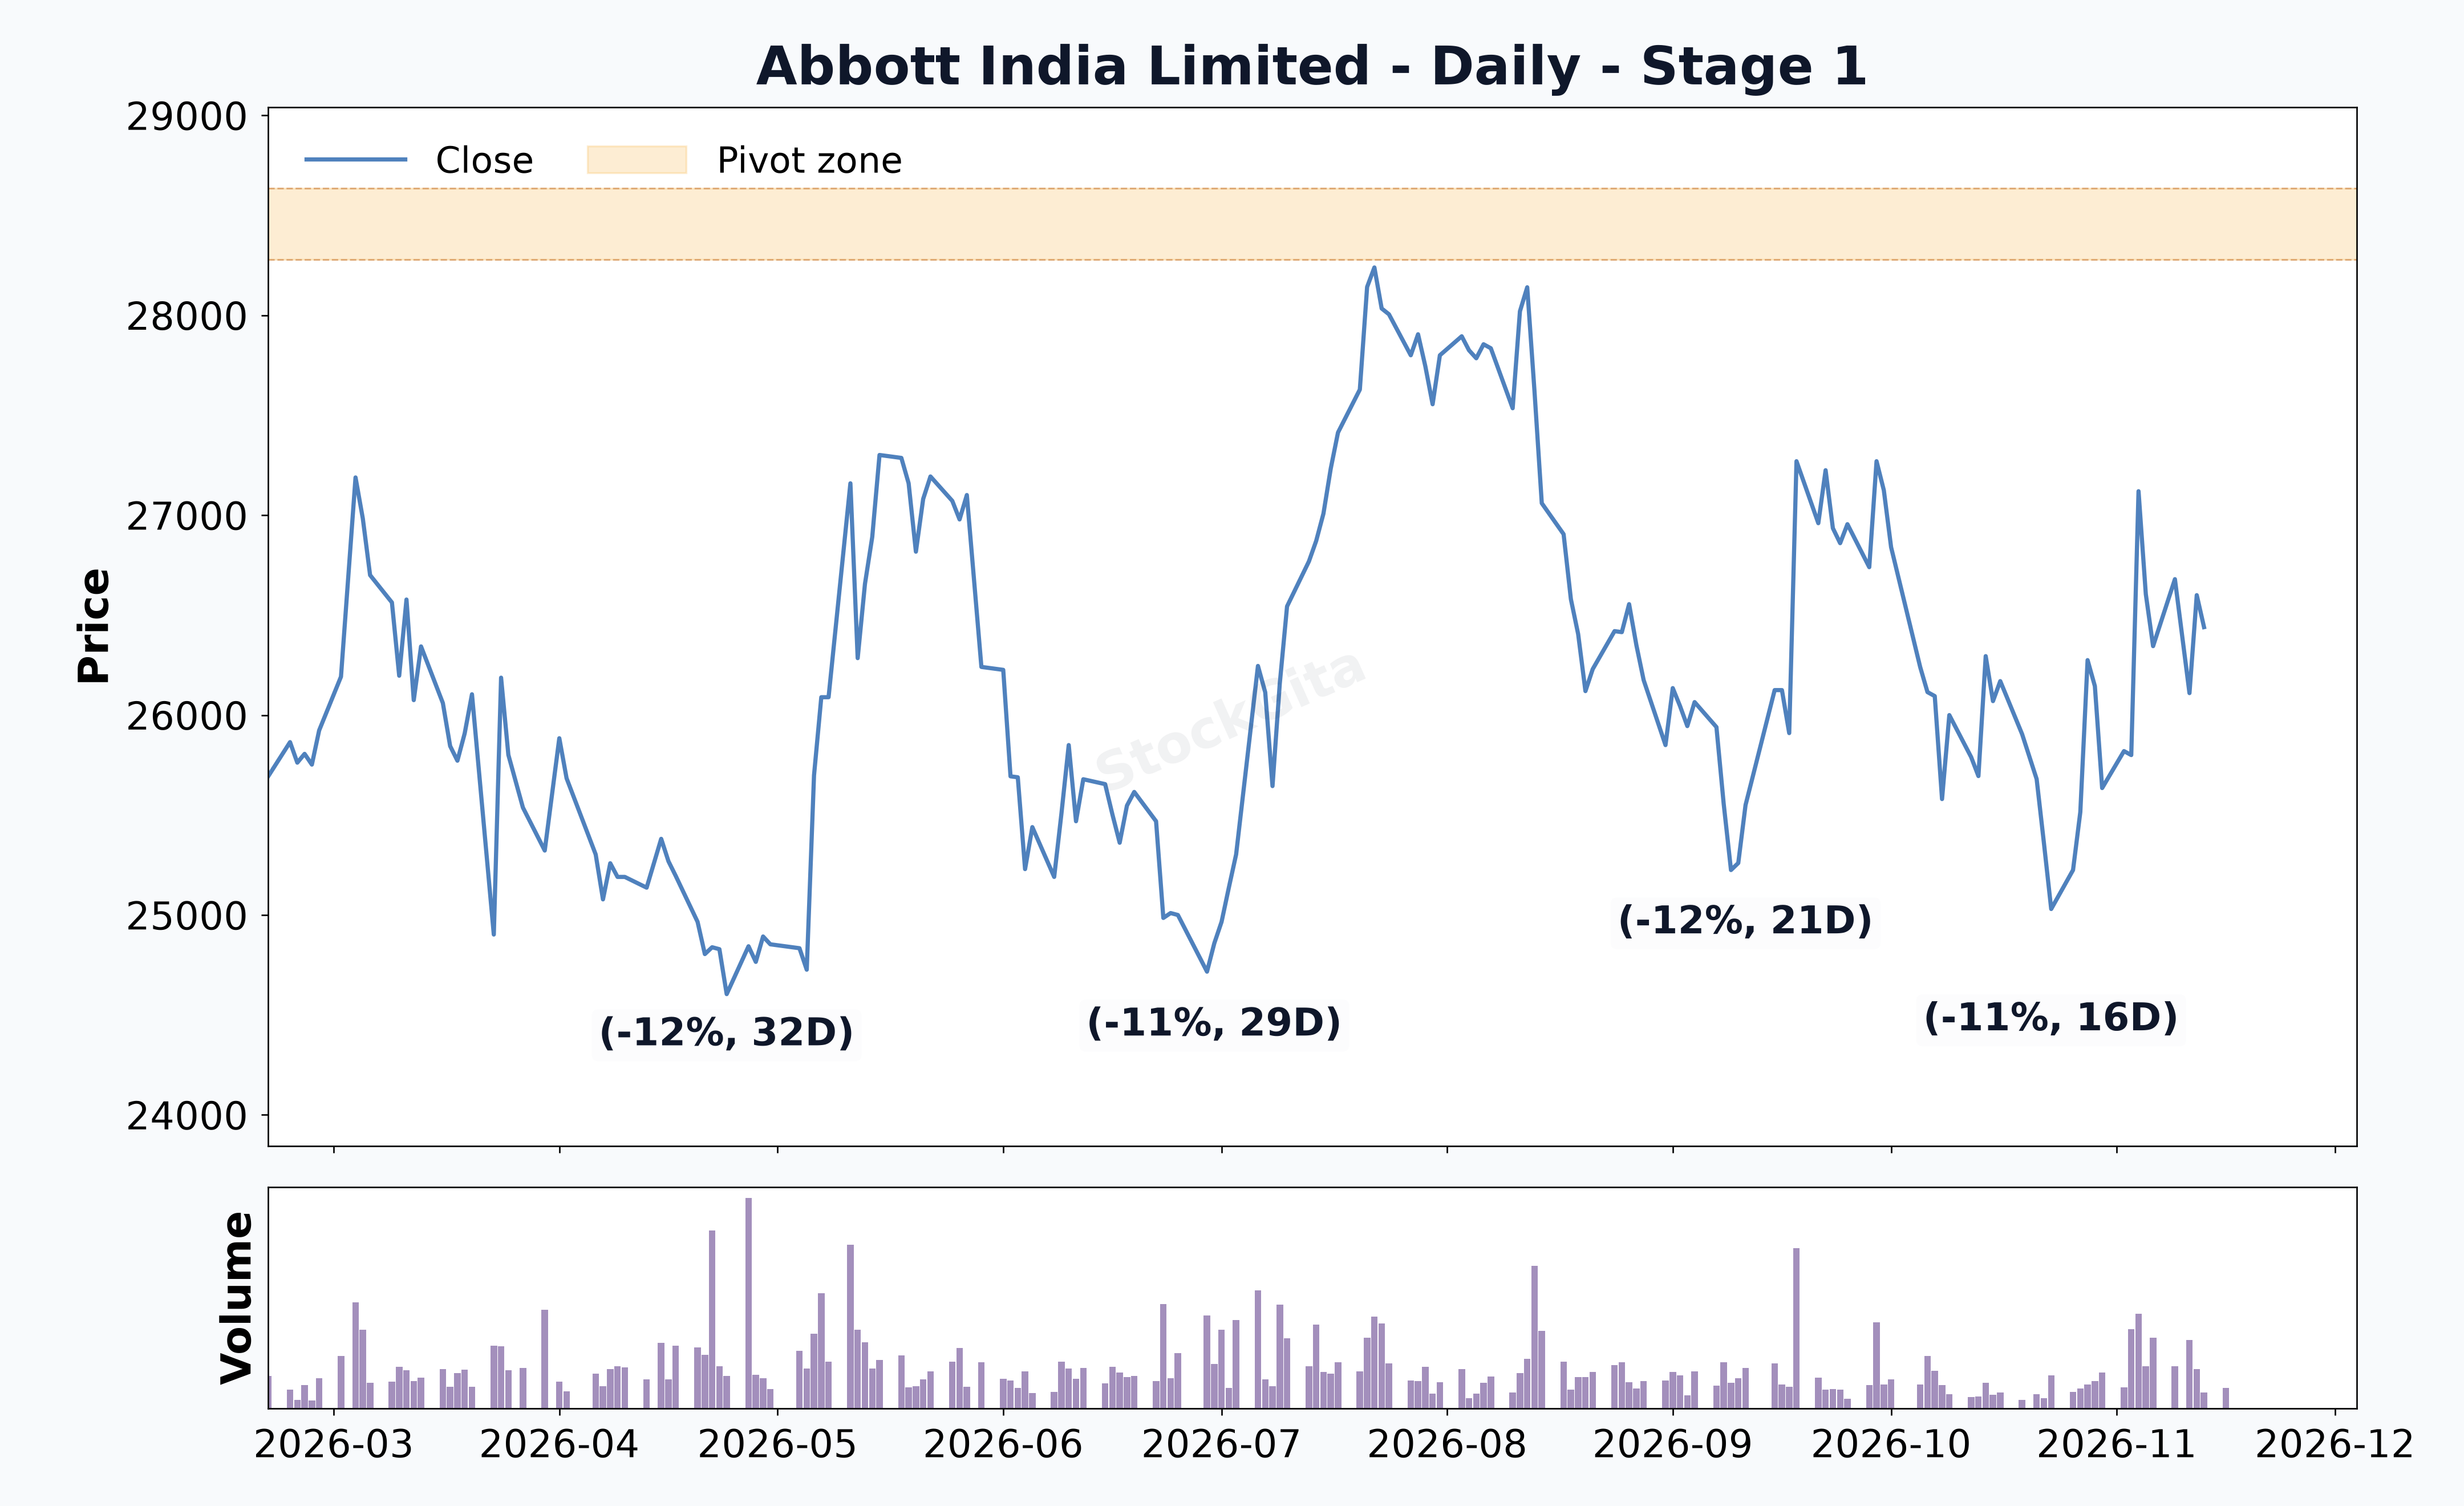 Abbott India Limited - Daily - Stage 1
Close
Pivot zone
Price
29000
28000
27000
26000
25000
24000
StockGita
(-12%, 32D)
(-11%, 29D)
(-12%, 21D)
(-11%, 16D)
Volume
2026-03
2026-04
2026-05
2026-06
2026-07
2026-08
2026-09
2026-10
2026-11
2026-12